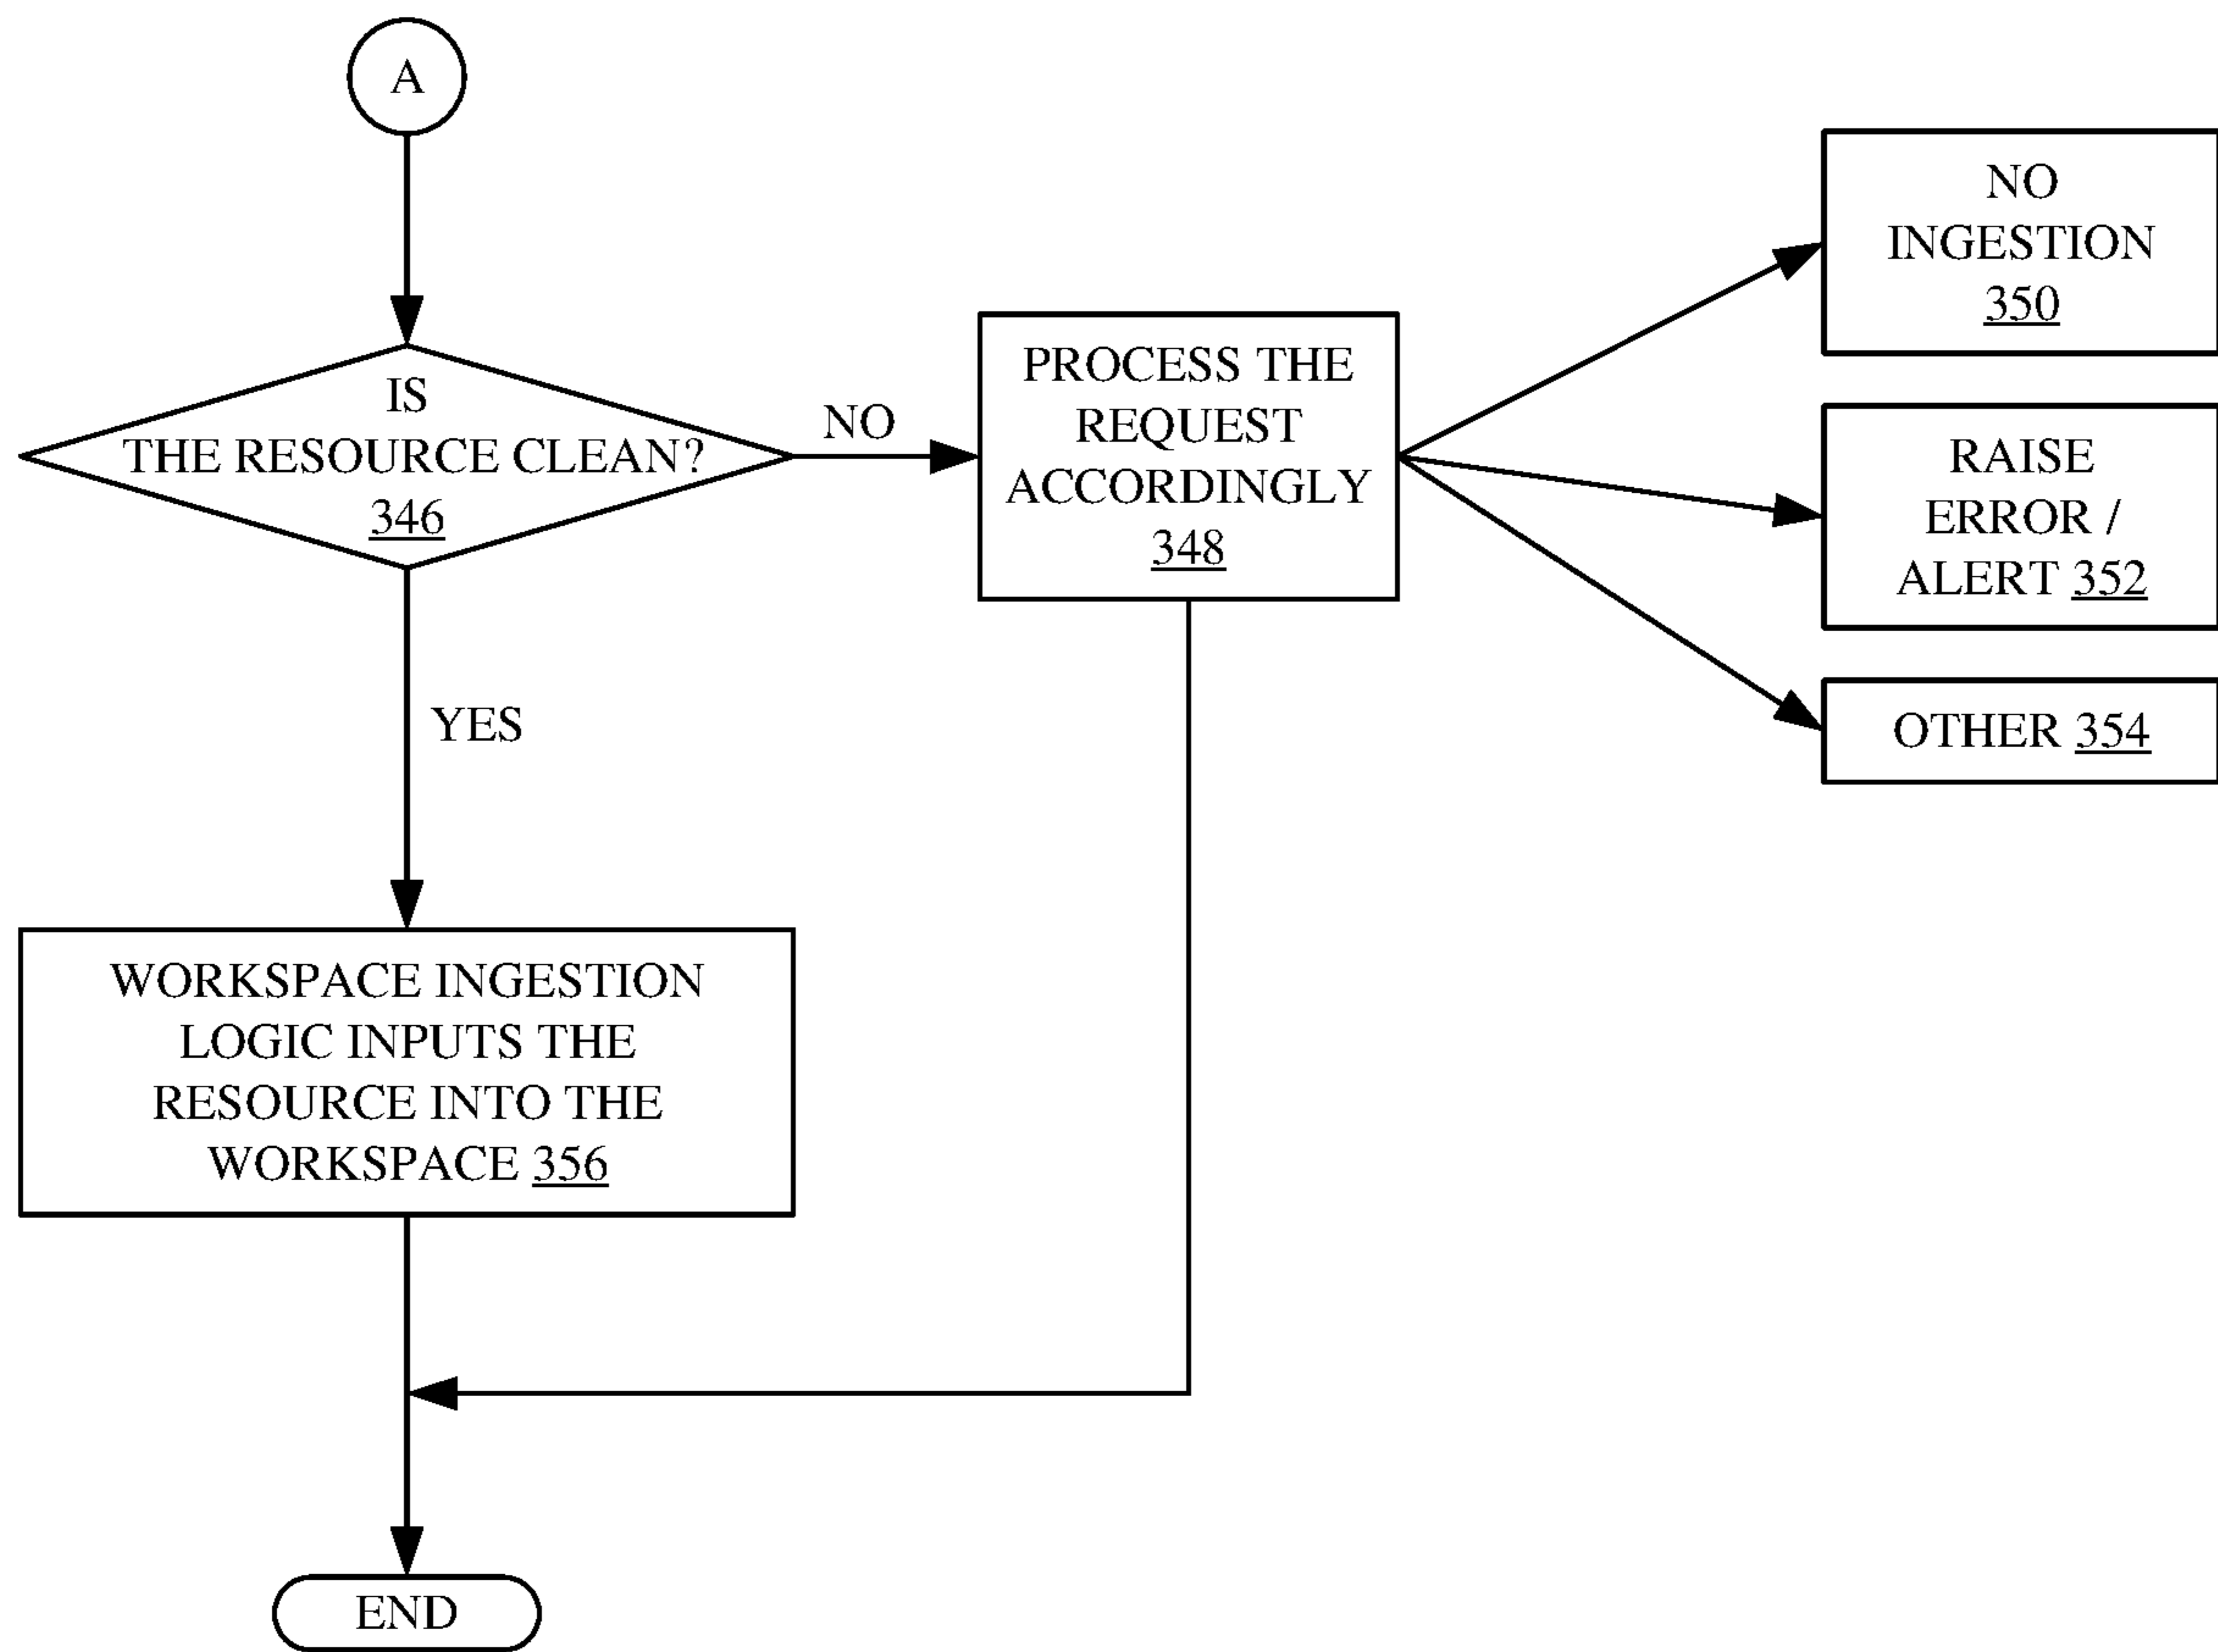 A
IS
THE RESOURCE CLEAN?
346
NO
PROCESS THE
REQUEST
ACCORDINGLY
348
NO
INGESTION
350
RAISE
ERROR /
ALERT 352
OTHER 354
YES
WORKSPACE INGESTION
LOGIC INPUTS THE
RESOURCE INTO THE
WORKSPACE 356
END